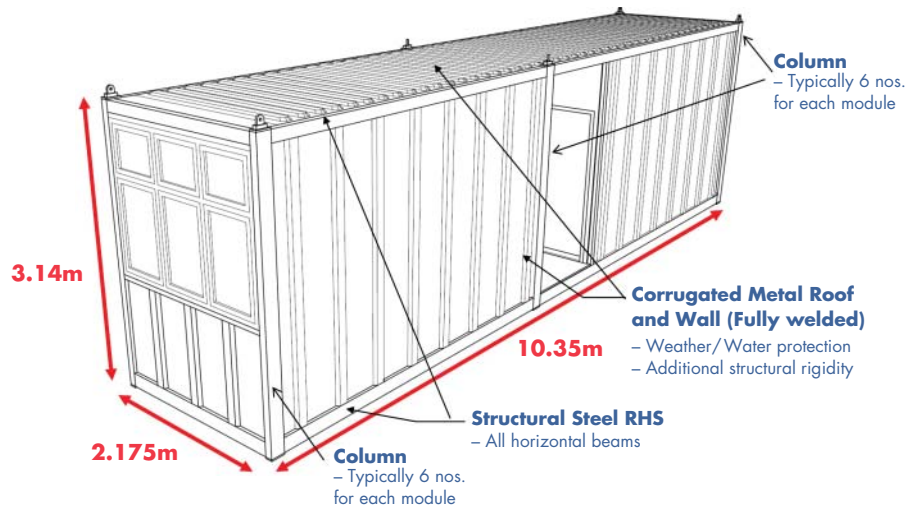 Column
– Typically 6 nos.
for each module
3.14m
Corrugated Metal Roof
and Wall (Fully welded)
– Weather/Water protection
– Additional structural rigidity
10.35m
Structural Steel RHS
– All horizontal beams
2.175m
Column
– Typically 6 nos.
for each module